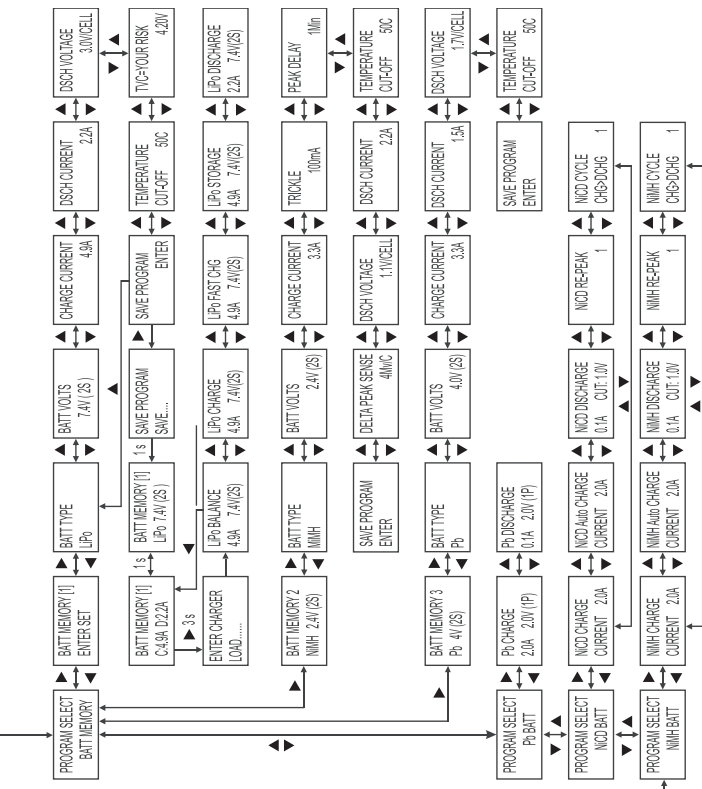 PROGRAM SELECT
BATT MEMORY
BATT MEMORY [1]
ENTER SET
BATT TYPE
LiPo
BATT VOLTS
7.4V ( 2S )
CHARGE CURRENT
4.9A
DSCH CURRENT
2.2A
DSCH VOLTAGE
3.0V/CELL
BATT MEMORY [1]
C:4.9A D:2.2A
1 s
BATT MEMORY [1]
LIPO 7.4V (2S )
1 s
SAVE PROGRAM
SAVE....
SAVE PROGRAM
ENTER
TEMPERATURE
CUT-OFF 50C
TVC=YOUR RISK
4.20V
3 s
ENTER CHARGER
LOAD......
LiPo BALANCE
4.9A 7.4V(2S)
LiPo CHARGE
4.9A 7.4V(2S)
LiPo FAST CHG
4.9A 7.4V(2S)
LiPo STORAGE
4.9A 7.4V(2S)
LiPo DISCHARGE
2.2A 7.4V(2S)
BATT MEMORY 2
NiMH 2.4V (2S)
BATT TYPE
MIMH
BATT VOLTS
2.4V (2S)
CHARGE CURRENT
3.3A
TRICKLE
100mA
PEAK DELAY
1Min
SAVE PROGRAM
ENTER
DELTA PEAK SENSE
4Mv/C
DSCH VOLTAGE
1.1V/CELL
DSCH CURRENT
2.2A
TEMPERATURE
CUT-OFF 50C
BATT MEMORY 3
Pb 4V (2S)
BATT TYPE
Pb
BATT VOLTS
4.0V (2S)
CHARGE CURRENT
3.3A
DSCH CURRENT
1.5A
DSCH VOLTAGE
1.7V/CELL
PROGRAM SELECT
Pb BATT
Pb CHARGE
2.0A 2.0V (1P)
Pb DISCHARGE
0.1A 2.0V (1P)
SAVE PROGRAM
ENTER
TEMPERATURE
CUT-OFF 50C
PROGRAM SELECT
NiCD BATT
NiCD CHARGE
CURRENT 2.0A
NiCD Auto CHARGE
CURRENT 2.0A
NiCD DISCHARGE
0.1A CUT: 1.0V
NiCD RE-PEAK
1
NiCD CYCLE
CHG>DCHG 1
PROGRAM SELECT
NiMH BATT
NiMH CHARGE
CURRENT 2.0A
NiMH Auto CHARGE
CURRENT 2.0A
NiMH DISCHARGE
0.1A CUT: 1.0V
NIMH RE-PEAK
1
NIMH CYCLE
CHG>DCHG 1